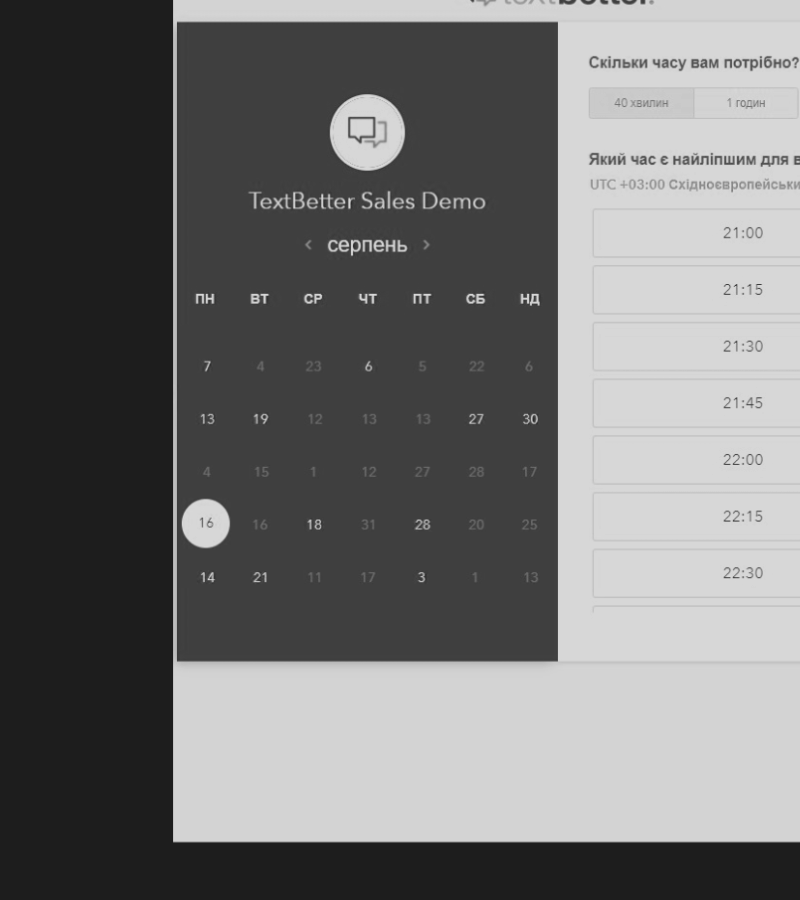 textbetter.
Скільки часу вам потрібно?
40 хвилин 1 годин
TextBetter Sales Demo
серпень
ПН ВТ СР ЧТ ПТ СБ НД
7 4 23 6 5 22 6
13 19 12 13 13 27 30
4 15 1 12 27 28 17
16 16 18 31 28 20 25
14 21 11 17 3 1 13
Який час є найліпшим для в
UTC +03:00 Східноєвропейськи
21:00
21:15
21:30
21:45
22:00
22:15
22:30